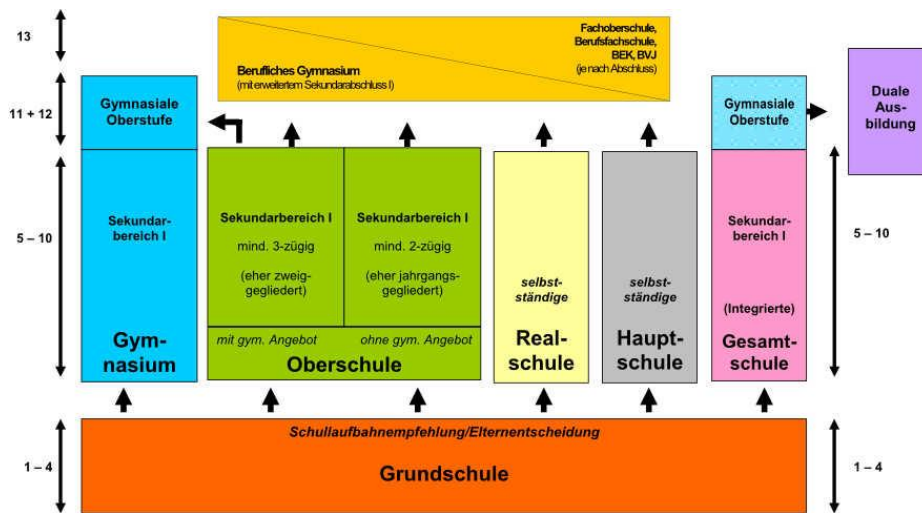 13
Fachoberschule,
Berufsfachschule,
BEK, BVJ
(je nach Abschluss)
Berufliches Gymnasium
(mit erweitertem Sekundarabschluss I)
11 + 12
Gymnasiale
Oberstufe
Gymnasiale
Oberstufe
Duale
Aus-
bildung
5 – 10
Sekundar-
bereich I
Gym-
nasium
Sekundarbereich I
mind. 3-zügig
(eher zweig-
gegliedert)
mit gym. Angebot
Sekundarbereich I
mind. 2-zügig
(eher jahrgangs-
gegliedert)
ohne gym. Angebot
Oberschule
selbst-
ständige
Real-
schule
selbst-
ständige
Haupt-
schule
Sekundar-
bereich I
(Integrierte)
Gesamt-
schule
5 – 10
Schullaufbahnempfehlung/Elternentscheidung
Grundschule
1 – 4
1 – 4